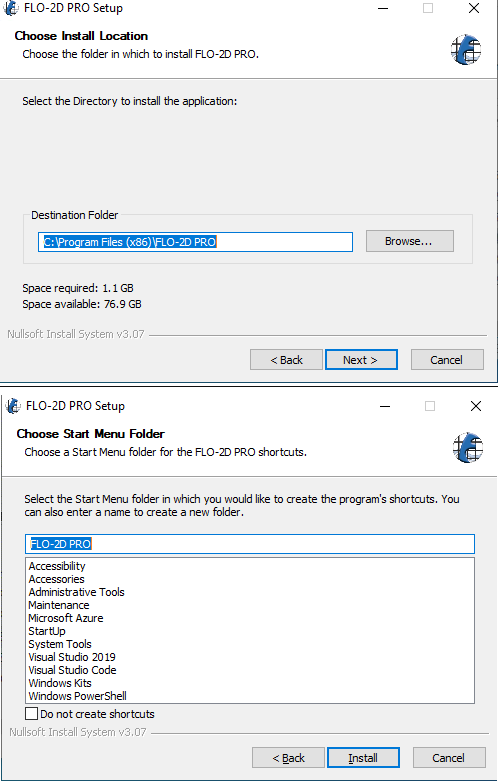 FLO-2D PRO Setup
Choose Install Location
Choose the folder in which to install FLO-2D PRO.
Select the Directory to install the application:
Destination Folder
C:\Program Files (x86)\FLO-2D PRO
Browse...
Space required: 1.1 GB
Space available: 76.9 GB
Nullsoft Install System v3.07
< Back Next > Cancel
FLO-2D PRO Setup
Choose Start Menu Folder
Choose a Start Menu folder for the FLO-2D PRO shortcuts.
Select the Start Menu folder in which you would like to create the program's shortcuts. You
can also enter a name to create a new folder.
FLO-2D PRO
Accessibility
Accessories
Administrative Tools
Maintenance
Microsoft Azure
StartUp
System Tools
Visual Studio 2019
Visual Studio Code
Windows Kits
Windows PowerShell
Do not create shortcuts
Nullsoft Install System v3.07
< Back Install Cancel